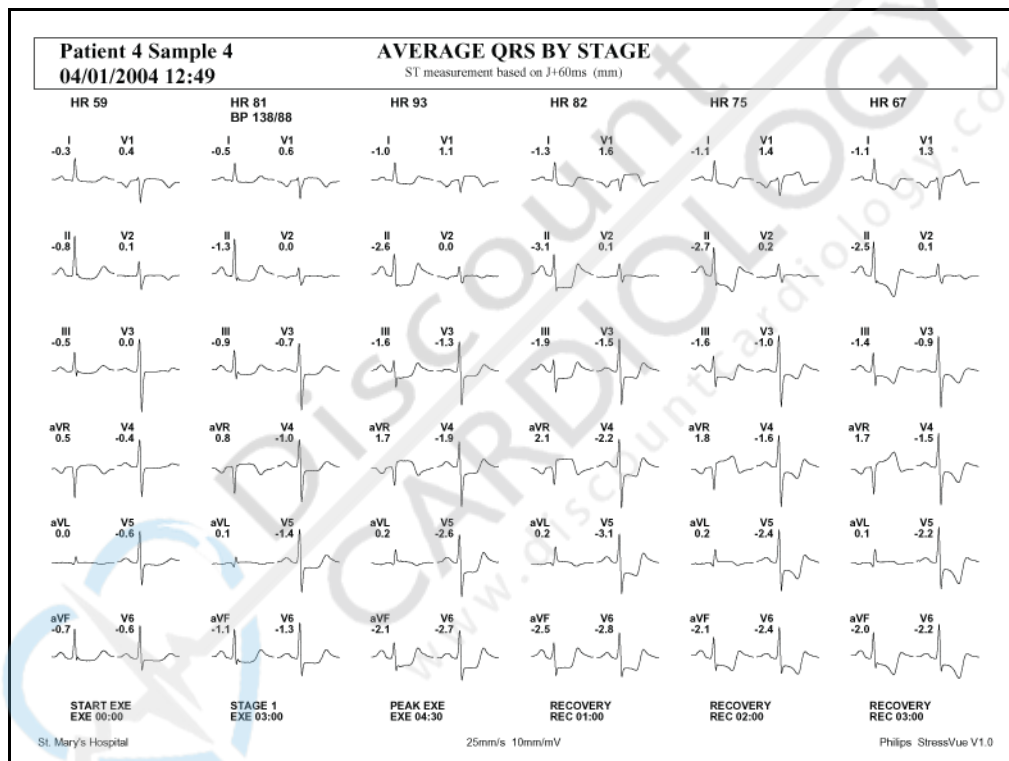 Patient 4 Sample 4
04/01/2004 12:49
AVERAGE QRS BY STAGE
ST measurement based on J+60ms (mm)
HR 59
HR 81
BP 138/88
HR 93
HR 82
HR 75
HR 67
I V1 I V1 I V1 I V1 I V1 I V1
-0.3 0.4 -0.5 0.6 -1.0 1.1 -1.3 1.6 -1.1 1.4 -1.1 1.3
II V2 II V2 II V2 II V2 II V2 II V2
-0.8 0.1 -1.3 0.0 -2.6 0.0 -3.1 0.1 -2.7 0.2 -2.5 0.1
III V3 III V3 III V3 III V3 III V3 III V3
-0.5 0.0 -0.9 -0.7 -1.6 -1.3 -1.9 -1.5 -1.6 -1.0 -1.4 -0.9
aVR V4 aVR V4 aVR V4 aVR V4 aVR V4 aVR V4
0.5 -0.4 0.8 -1.0 1.7 -1.9 2.1 -2.2 1.8 -1.6 1.7 -1.5
aVL V5 aVL V5 aVL V5 aVL V5 aVL V5 aVL V5
0.0 -0.6 0.1 -1.4 0.2 -2.6 0.2 -3.1 0.2 -2.4 0.1 -2.2
aVF V6 aVF V6 aVF V6 aVF V6 aVF V6 aVF V6
-0.7 -0.6 -1.1 -1.3 -2.1 -2.7 -2.5 -2.8 -2.1 -2.4 -2.0 -2.2
START EXE
EXE 00:00
STAGE 1
EXE 03:00
PEAK EXE
EXE 04:30
RECOVERY
REC 01:00
RECOVERY
REC 02:00
RECOVERY
REC 03:00
St. Mary's Hospital
25mm/s 10mm/mV
Philips StressVue V1.0
Discount
CARDIOLOGY
www.discountcardiology.com